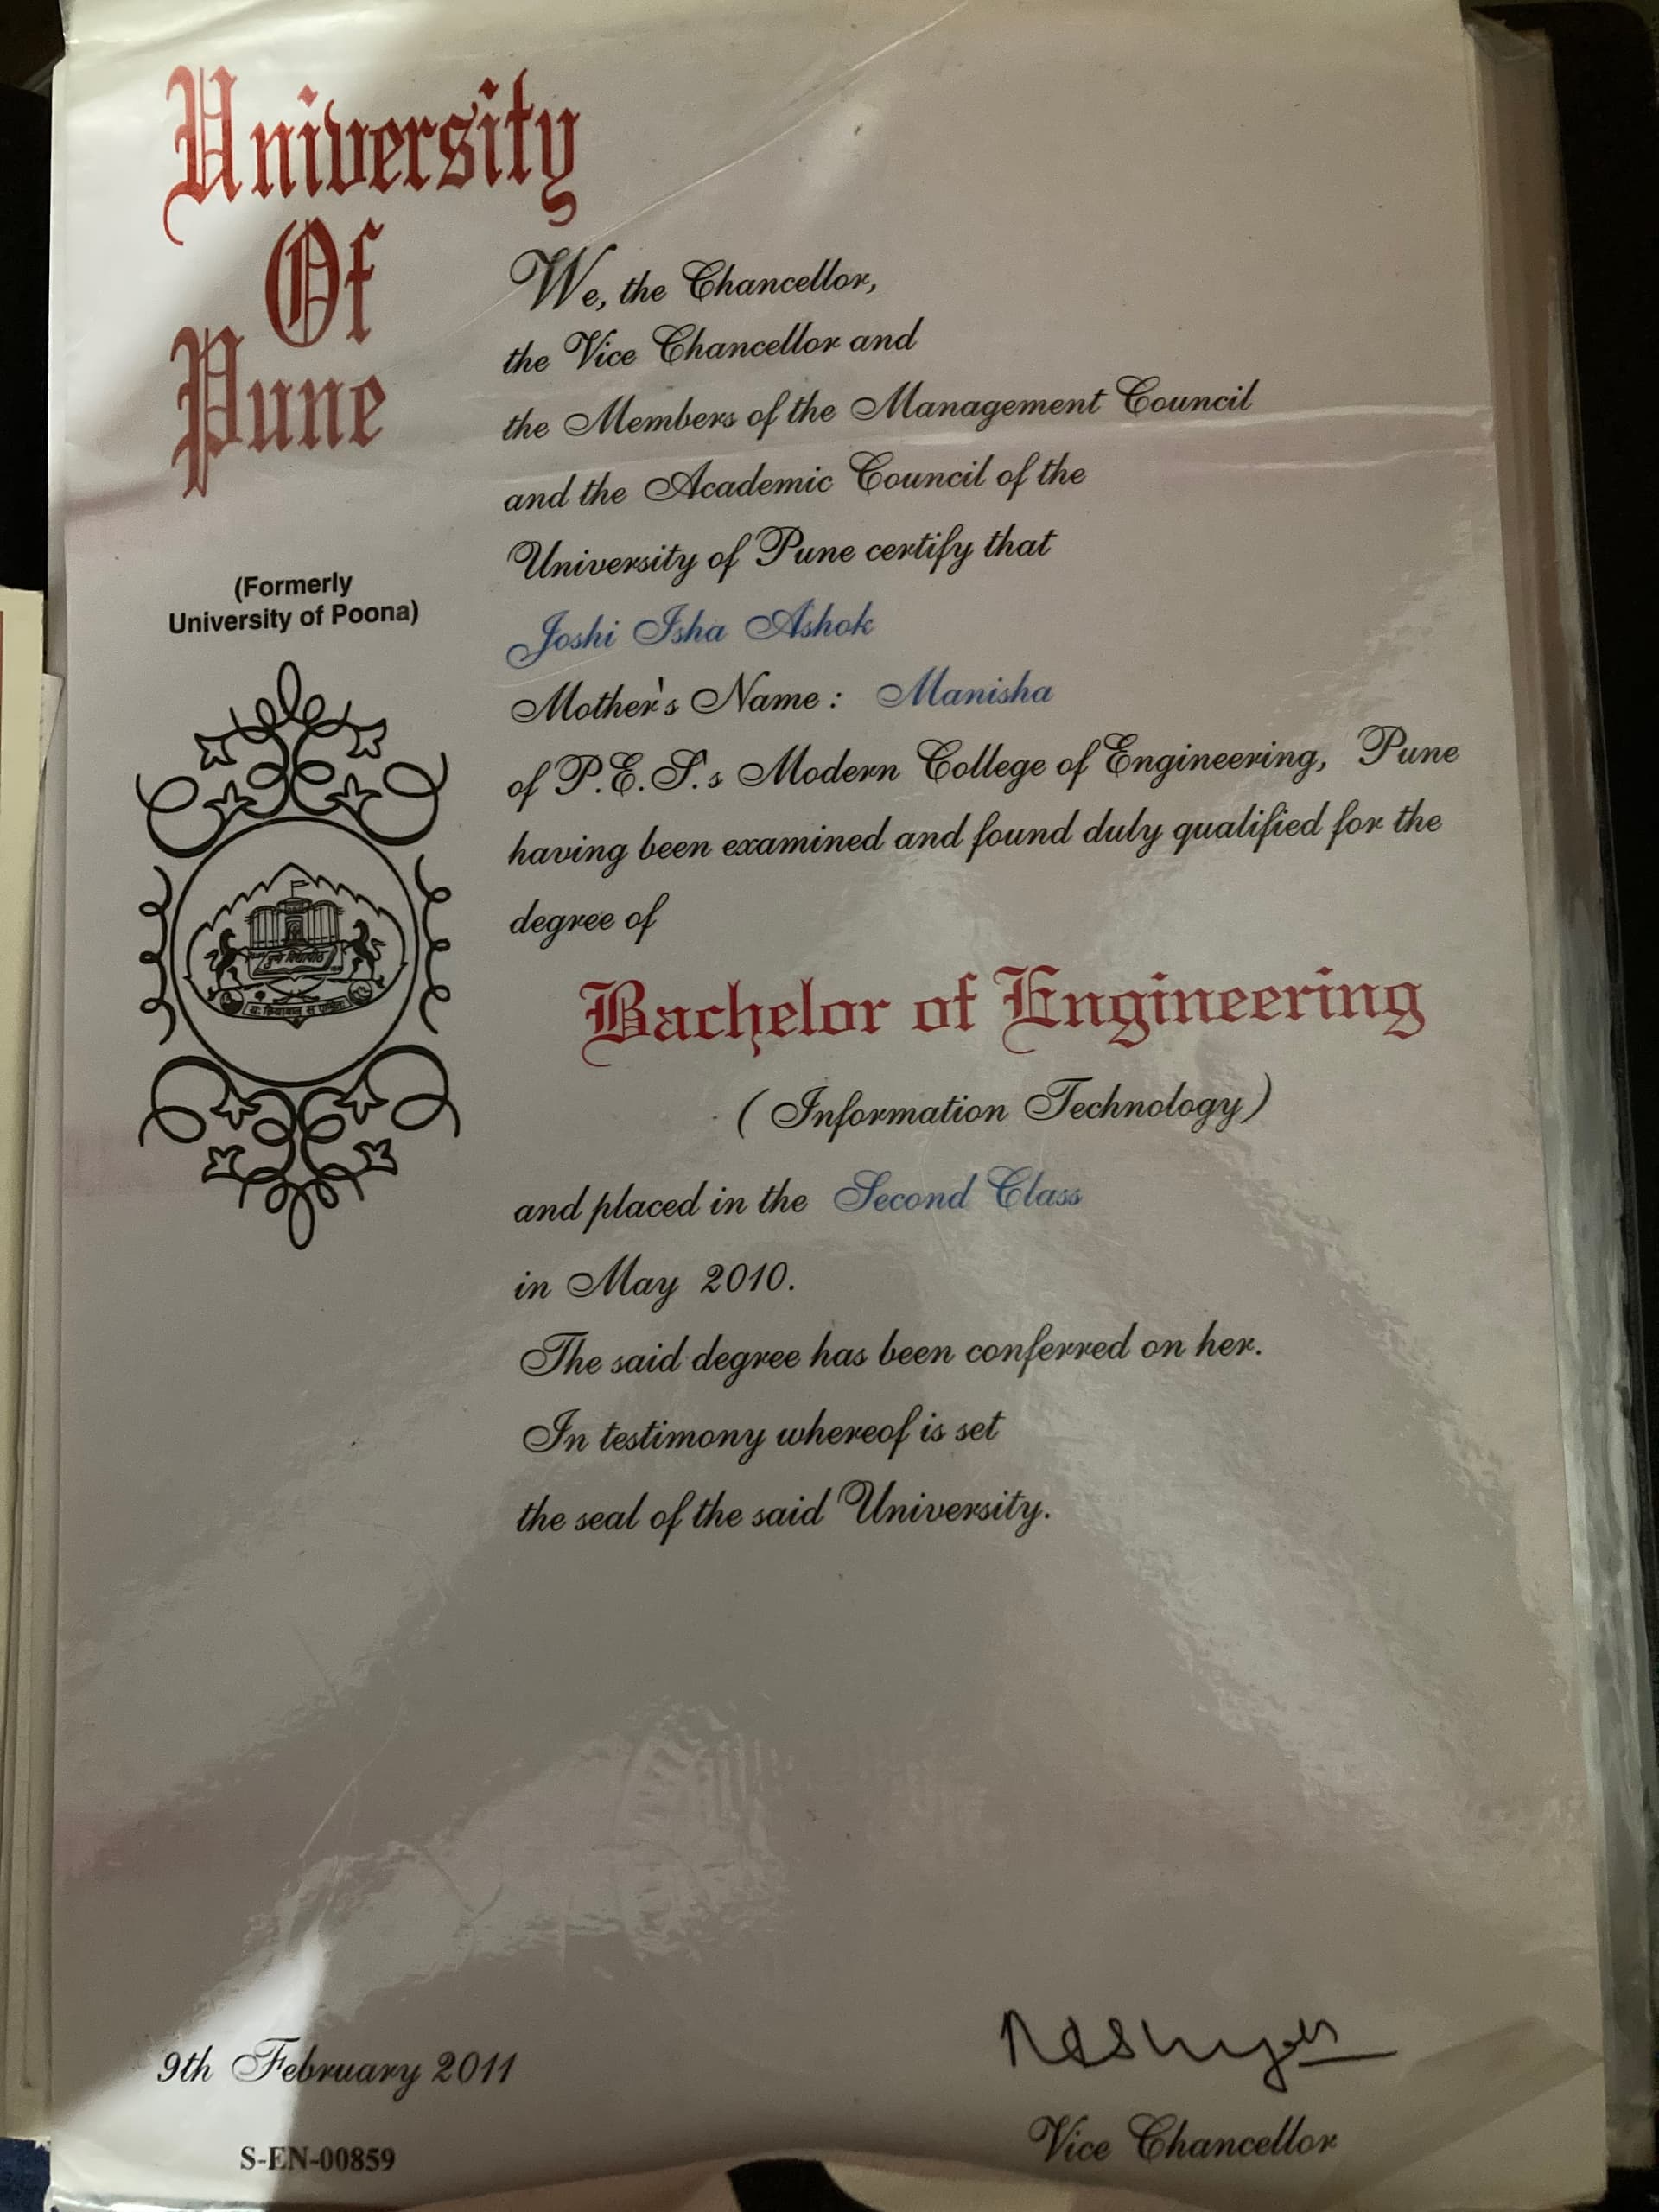 University
Of
Pune
(Formerly
University of Poona)
पुणे विद्यापीठ
We, the Chancellor,
the Vice Chancellor and
the Members of the Management Council
and the Academic Council of the
University of Pune certify that
Joshi Isha Ashok
Mother's Name : Manisha
of P.E.S.'s Modern College of Engineering, Pune
having been examined and found duly qualified for the
degree of
Bachelor of Engineering
( Information Technology )
and placed in the Second Class
in May 2010.
The said degree has been conferred on her.
In testimony whereof is set
the seal of the said University.
9th February 2011
S-EN-00859
Vice Chancellor